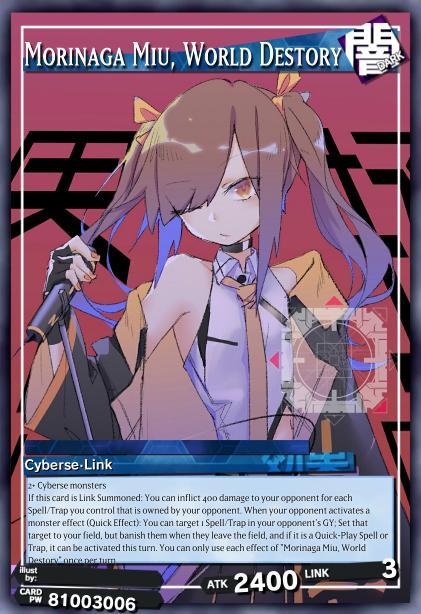 Morinaga Miu, World Destory
闇
DARK
Cyberse・Link
2+ Cyberse monsters
If this card is Link Summoned: You can inflict 400 damage to your opponent for each
Spell/Trap you control that is owned by your opponent. When your opponent activates a
monster effect (Quick Effect): You can target 1 Spell/Trap in your opponent's GY; Set that
target to your field, but banish them when they leave the field, and if it is a Quick-Play Spell or
Trap, it can be activated this turn. You can only use each effect of "Morinaga Miu, World
Destory" once per turn.
illust by:
ATK 2400 LINK 3
CARD PW 81003006